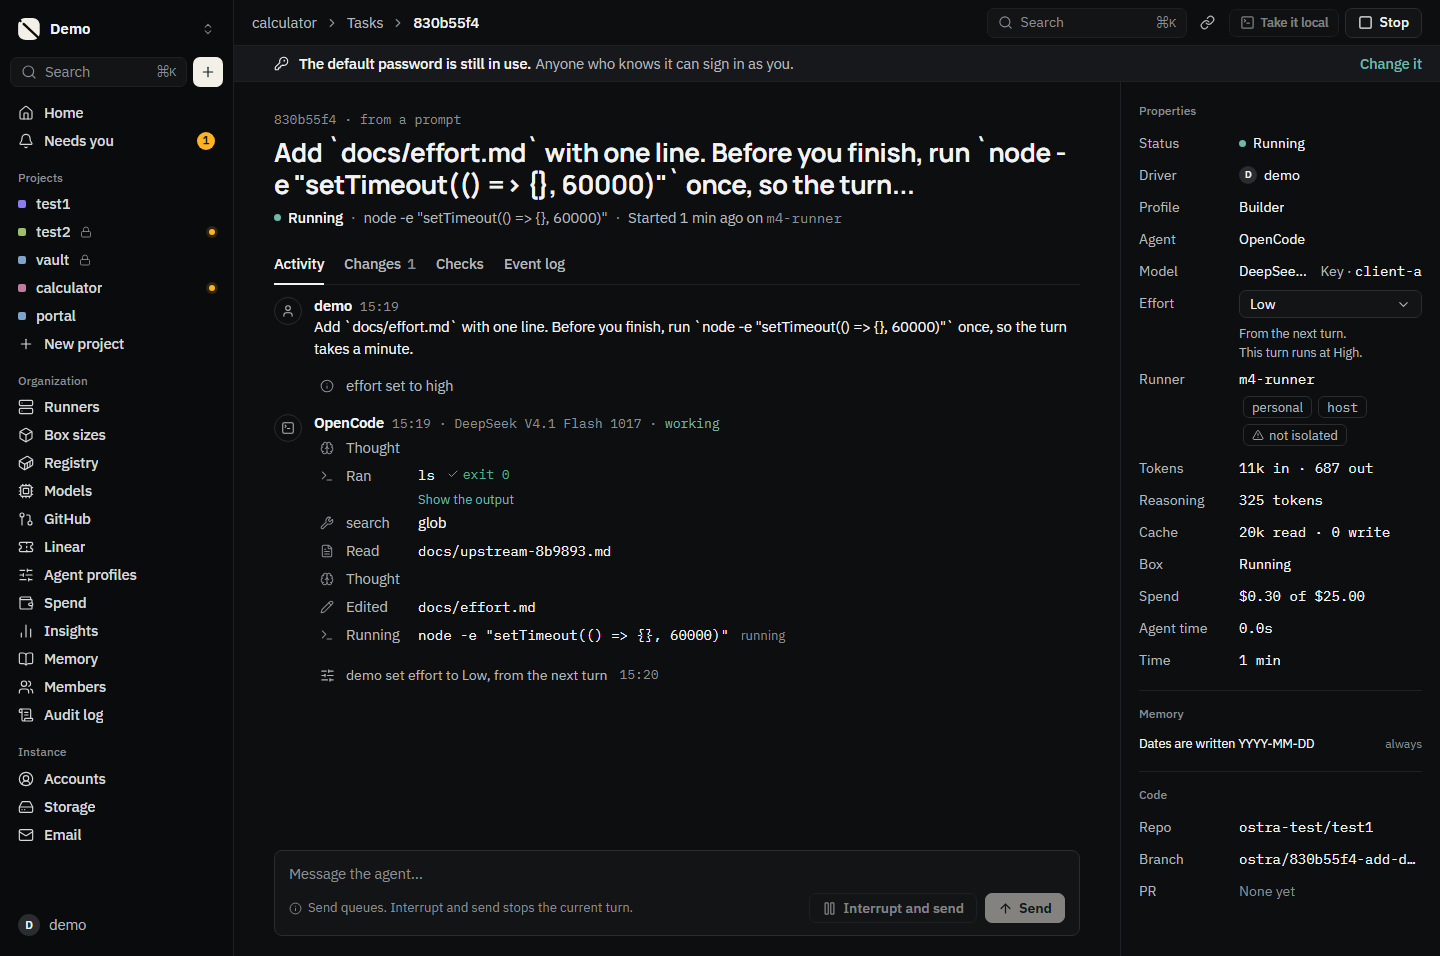 Demo
Search ⌘K
Home
Needs you 1
Projects
test1
test2
vault
calculator
portal
New project
Organization
Runners
Box sizes
Registry
Models
GitHub
Linear
Agent profiles
Spend
Insights
Memory
Members
Audit log
Instance
Accounts
Storage
Email
D demo
calculator > Tasks > 830b55f4
Search ⌘K
Take it local
Stop
The default password is still in use. Anyone who knows it can sign in as you.
Change it
830b55f4 · from a prompt
Add `docs/effort.md` with one line. Before you finish, run `node -
e "setTimeout(() => {}, 60000)"` once, so the turn...
Running · node -e "setTimeout(() => {}, 60000)" · Started 1 min ago on m4-runner
Activity Changes 1 Checks Event log
demo 15:19
Add `docs/effort.md` with one line. Before you finish, run `node -e "setTimeout(() => {}, 60000)"` once, so the turn
takes a minute.
effort set to high
OpenCode 15:19 · DeepSeek V4.1 Flash 1017 · working
Thought
Ran ls exit 0
Show the output
search glob
Read docs/upstream-8b9893.md
Thought
Edited docs/effort.md
Running node -e "setTimeout(() => {}, 60000)" running
demo set effort to Low, from the next turn 15:20
Message the agent...
Send queues. Interrupt and send stops the current turn.
Interrupt and send
Send
Properties
Status Running
Driver D demo
Profile Builder
Agent OpenCode
Model DeepSee... Key · client-a
Effort Low
From the next turn.
This turn runs at High.
Runner m4-runner
personal host
not isolated
Tokens 11k in · 687 out
Reasoning 325 tokens
Cache 20k read · 0 write
Box Running
Spend $0.30 of $25.00
Agent time 0.0s
Time 1 min
Memory
Dates are written YYYY-MM-DD always
Code
Repo ostra-test/test1
Branch ostra/830b55f4-add-d...
PR None yet